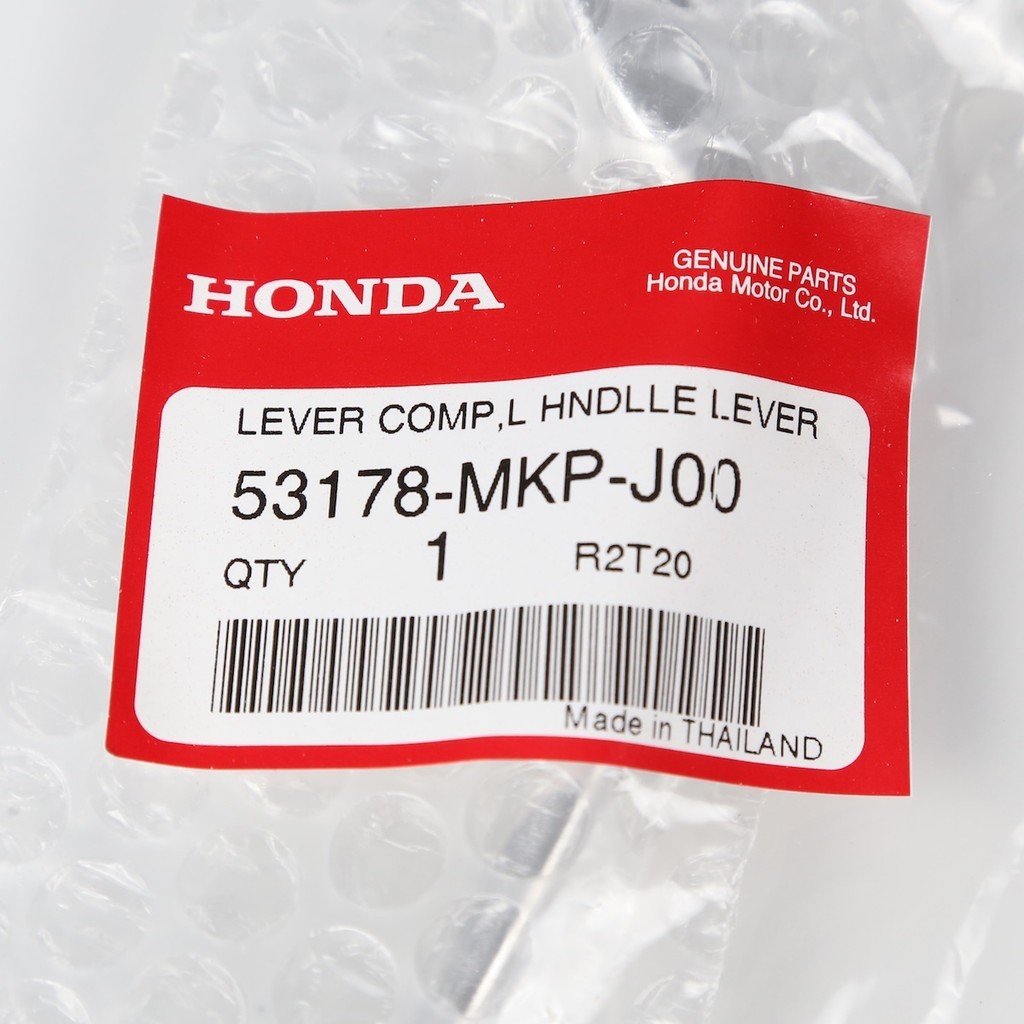 HONDA
GENUINE PARTS
Honda Motor Co., Ltd.
LEVER COMP,L HNDLLE LEVER
53178-MKP-J00
QTY 1 R2T20
Made in THAILAND